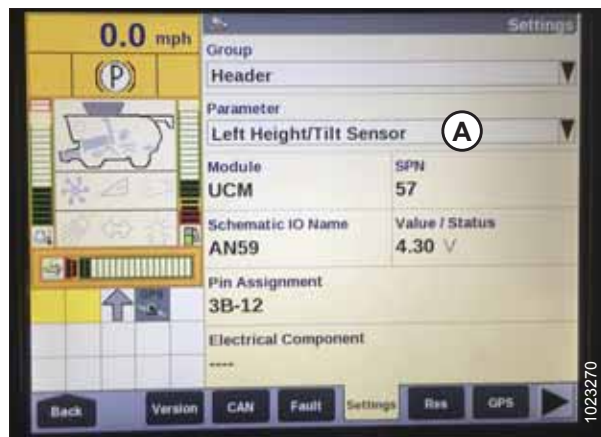 0.0 mph
Settings
(P)
Group
Header
Parameter
Left Height/Tilt Sensor
A
Module
SPN
UCM
57
Schematic IO Name
Value / Status
AN59
4.30 V
Pin Assignment
3B-12
Electrical Component
----
Back
Version
CAN
Fault
Settings
Res
GPS
1023270